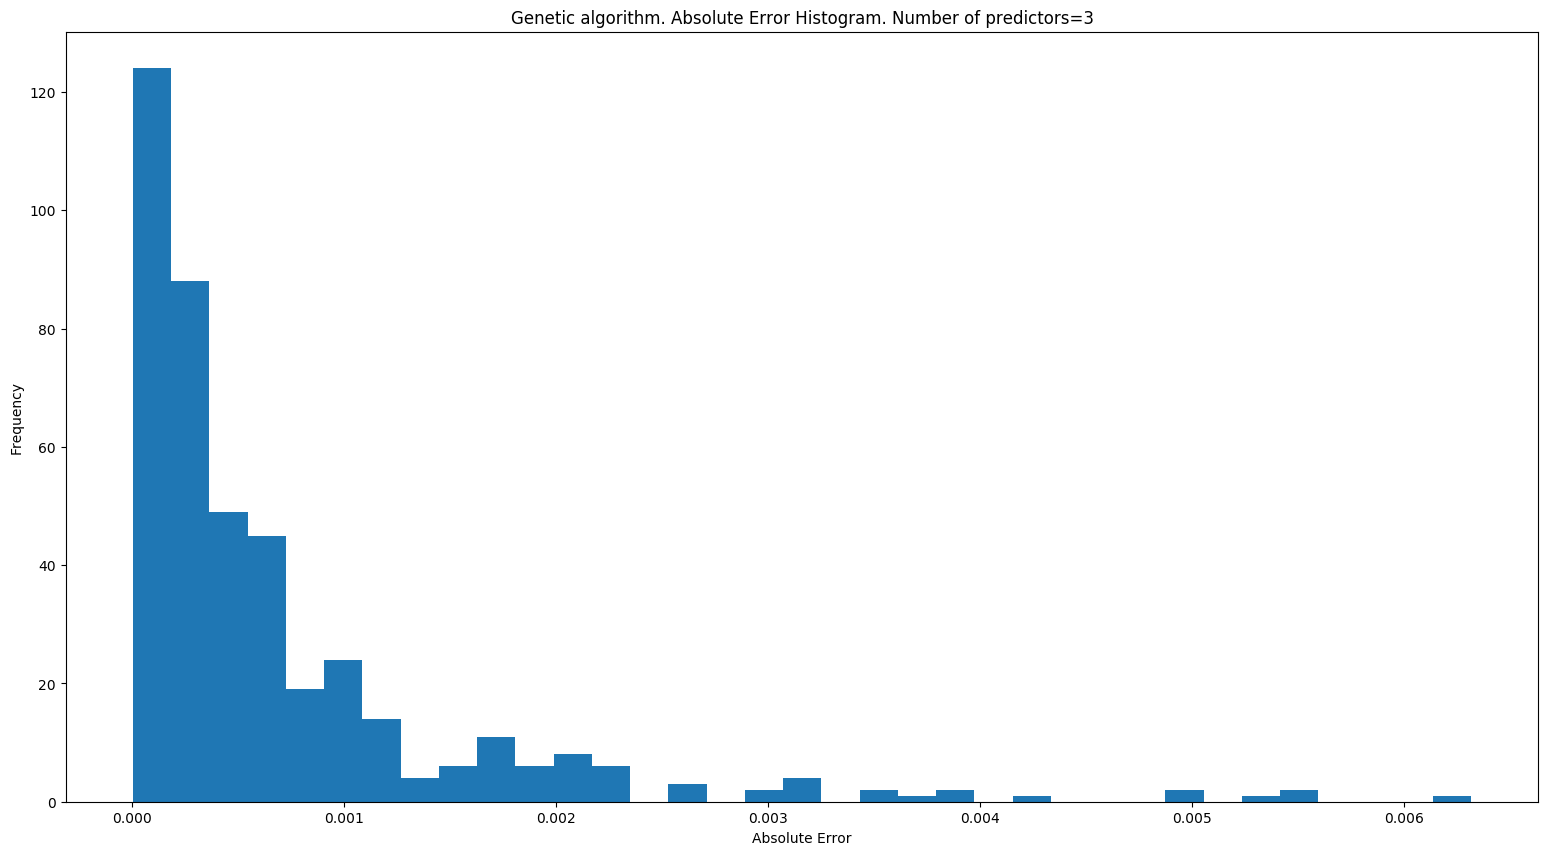 Genetic algorithm. Absolute Error Histogram. Number of predictors=3
120
100
80
60
40
20
0
Frequency
0.000 0.001 0.002 0.003 0.004 0.005 0.006
Absolute Error